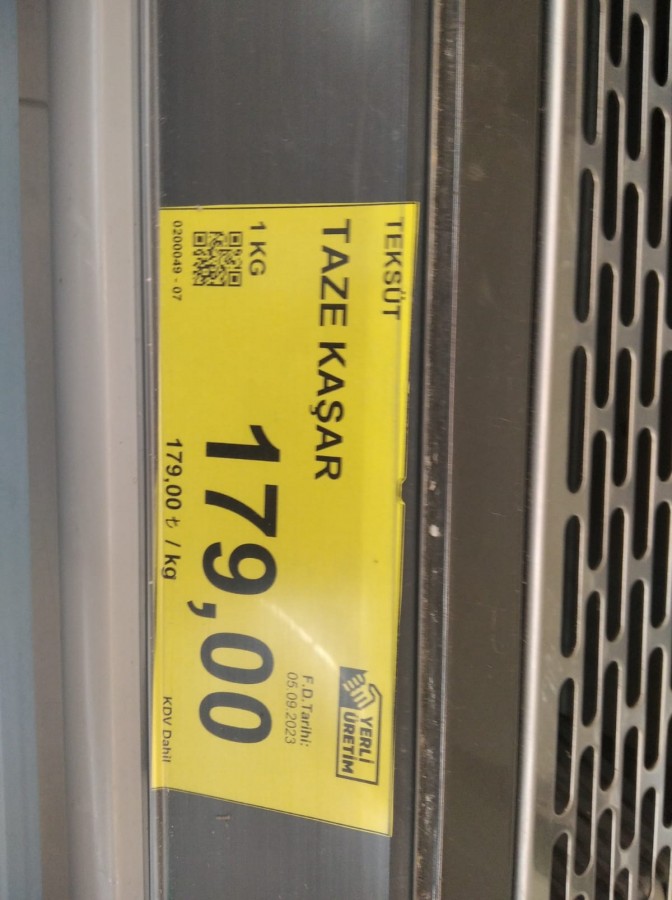 TEKSÜT
TAZE KAŞAR
YERLİ
ÜRETİM
1 KG
F.D.Tarihi:
05.09.2023
179,00
0200049 - 07
179,00 ₺ / kg
KDV Dahil